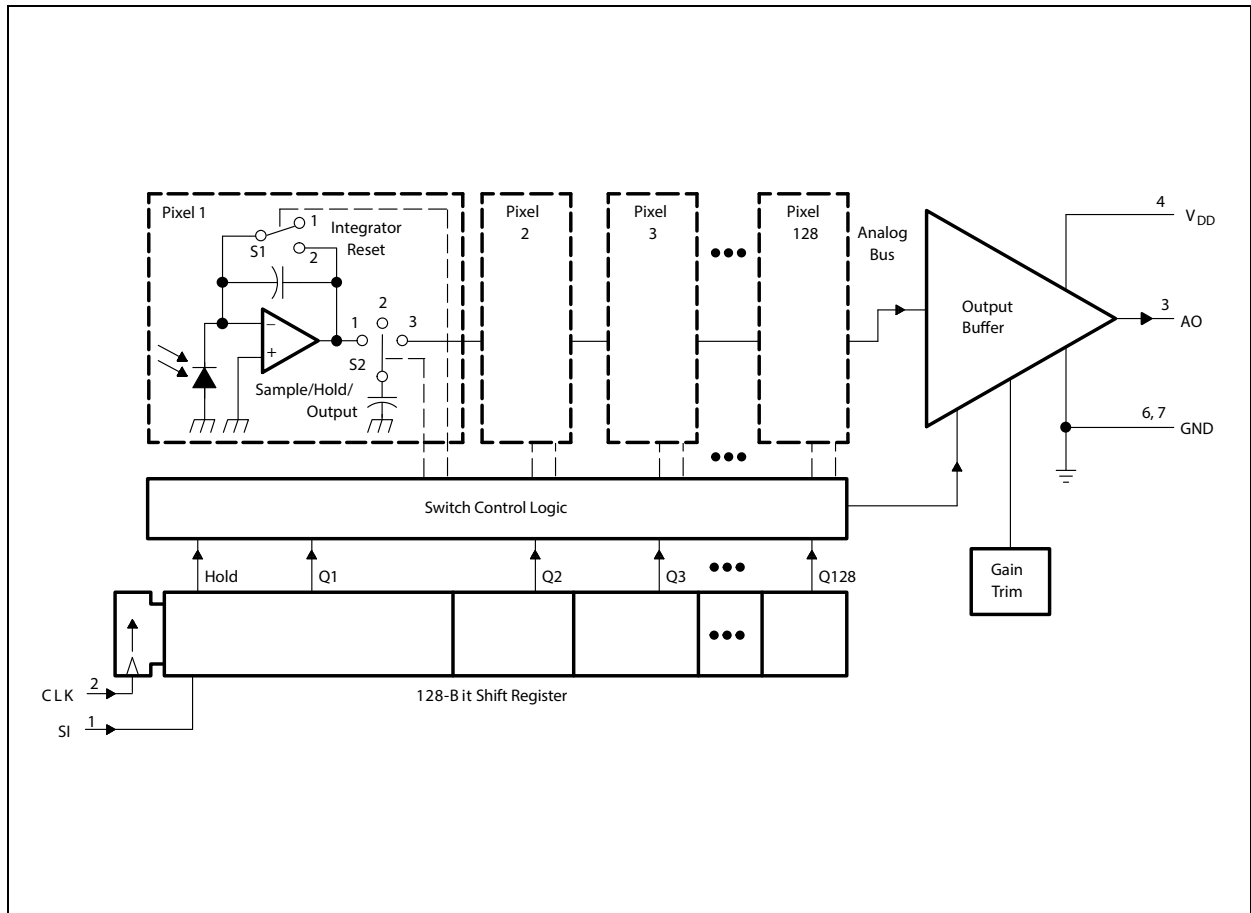 Pixel 1
1
Integrator
Reset
S1
2
−
+
1
2
3
S2
Sample/Hold/
Output
Pixel
2
Pixel
3
Pixel
128
Analog
Bus
Output
Buffer
4
V DD
3
AO
6, 7
GND
Gain
Trim
Switch Control Logic
Hold
Q1
Q2
Q3
Q128
CLK
2
SI
1
128-B it Shift Register